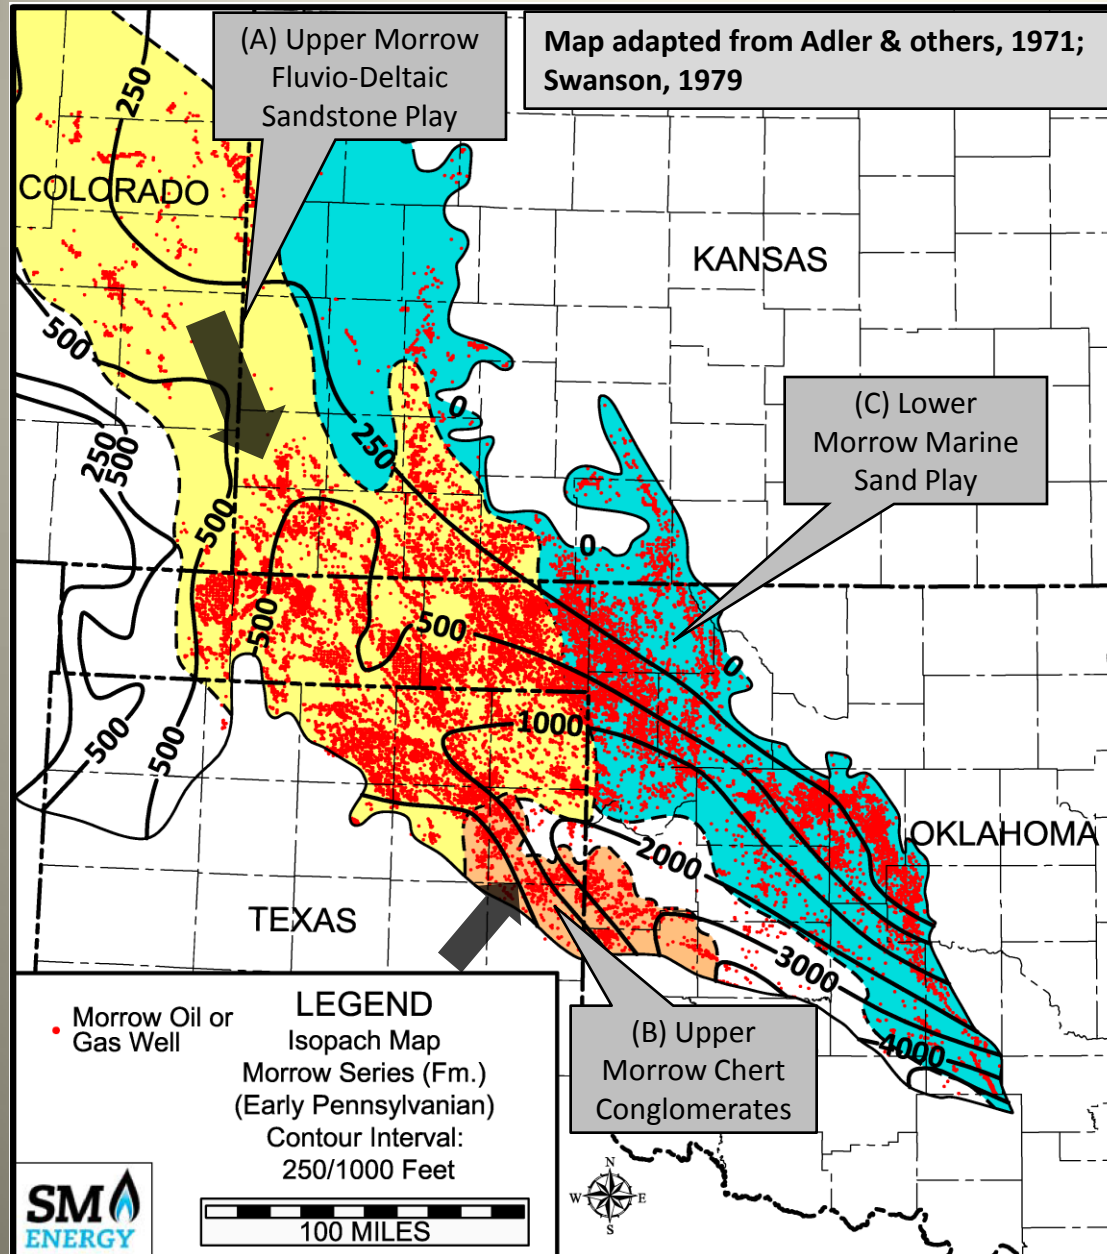 (A) Upper Morrow
Fluvio-Deltaic
Sandstone Play
Map adapted from Adler & others, 1971;
Swanson, 1979
250
COLORADO
KANSAS
500
0
(C) Lower
Morrow Marine
Sand Play
250
250
500
500
0
500
500
0
500
500
1000
2000
OKLAHOMA
TEXAS
3000
4000
(B) Upper
Morrow Chert
Conglomerates
Morrow Oil or
Gas Well
LEGEND
Isopach Map
Morrow Series (Fm.)
(Early Pennsylvanian)
Contour Interval:
250/1000 Feet
100 MILES
SM
ENERGY
N
W
E
S